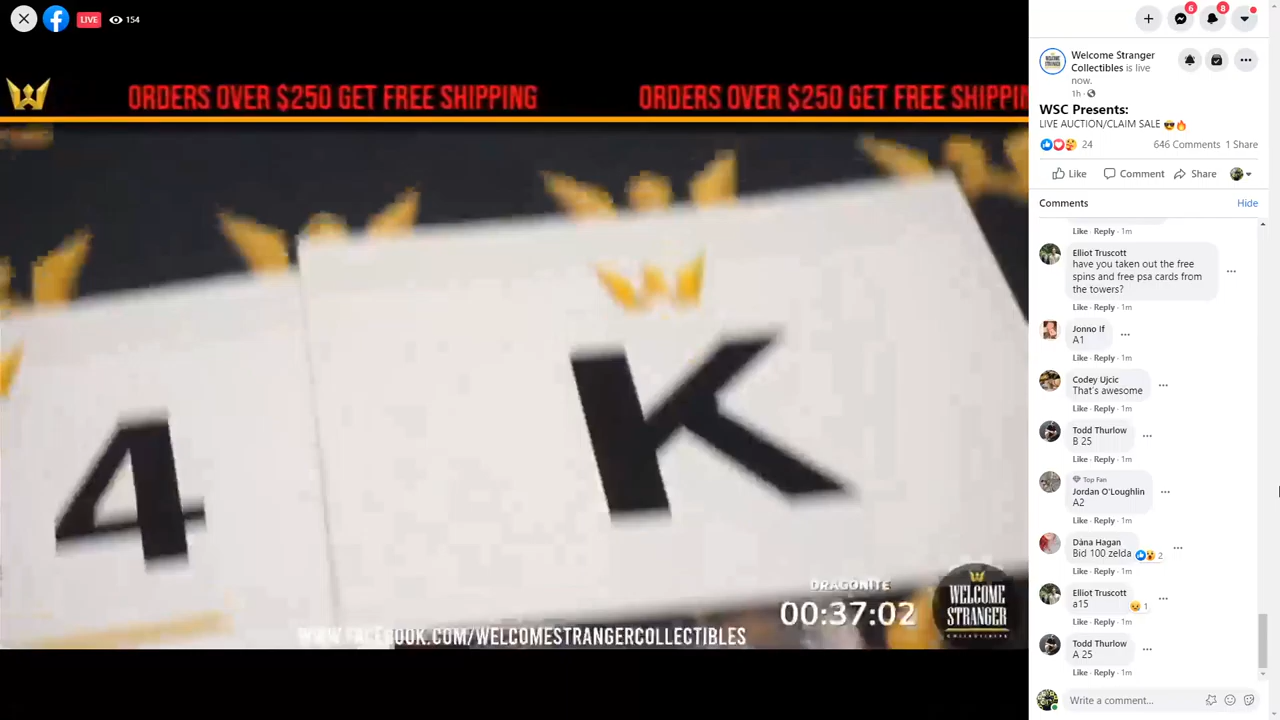 LIVE
154
ORDERS OVER $250 GET FREE SHIPPING
ORDERS OVER $250 GET FREE SHIPPIN
4
K
DRAGONITE
00:37:02
WELCOME
STRANGER
COLLECTIBLES
WWW.FACEBOOK.COM/WELCOMESTRANGERCOLLECTIBLES
6
8
Welcome Stranger
Collectibles is live
now.
1h
WSC Presents:
LIVE AUCTION/CLAIM SALE 😎🔥
24
646 Comments 1 Share
Like
Comment
Share
Comments
Hide
Like · Reply · 1m
Elliot Truscott
have you taken out the free
spins and free psa cards from
the towers?
Like · Reply · 1m
Jonno If
A1
Like · Reply · 1m
Codey Ujcic
That's awesome
Like · Reply · 1m
Todd Thurlow
B 25
Like · Reply · 1m
Top Fan
Jordan O'Loughlin
A2
Like · Reply · 1m
Dána Hagan
Bid 100 zelda
2
Like · Reply · 1m
Elliot Truscott
a15
1
Like · Reply · 1m
Todd Thurlow
A 25
Like · Reply · 1m
Write a comment...